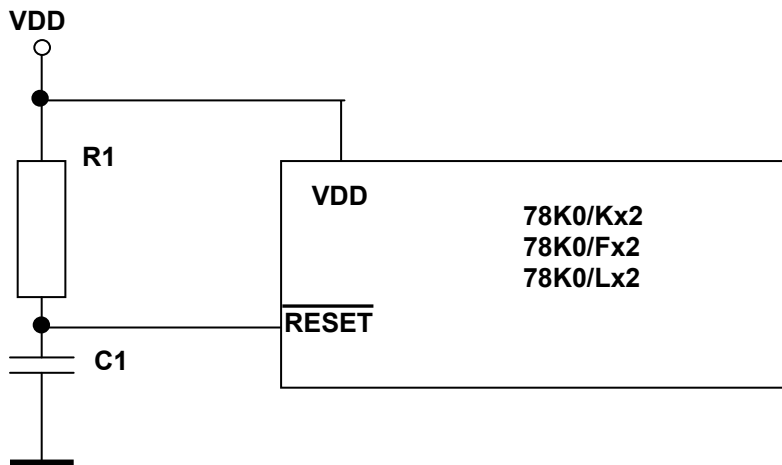 VDD
R1
VDD
78K0/Kx2
78K0/Fx2
78K0/Lx2
RESET
C1